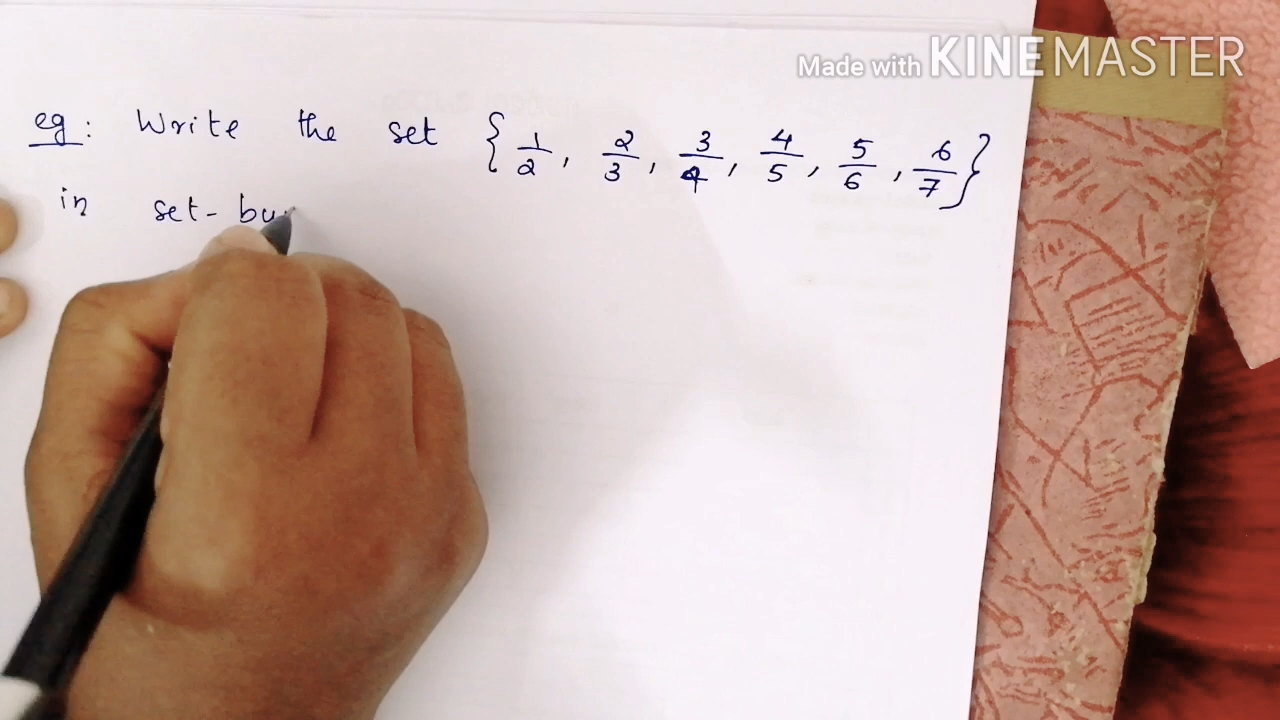 Made with KINEMASTER
eg: Write the set { 1/2, 2/3, 3/4, 4/5, 5/6, 6/7 }
in set-